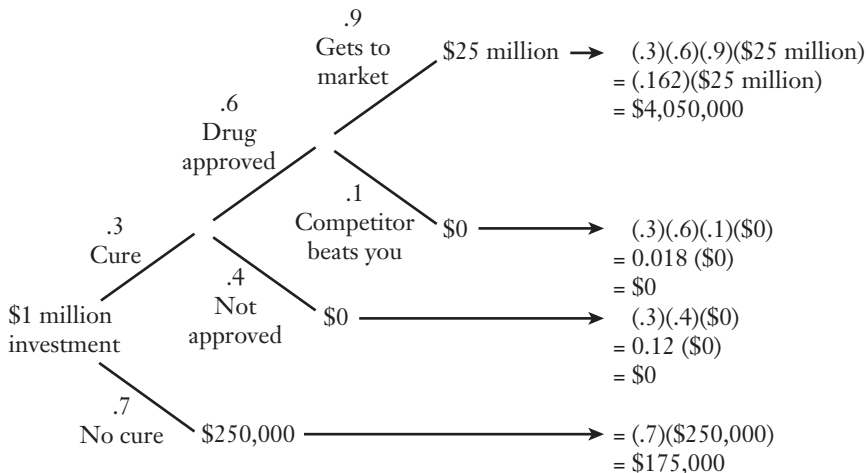 .9
Gets to
market
$25 million
(.3)(.6)(.9)($25 million)
= (.162)($25 million)
= $4,050,000
.6
Drug
approved
.1
Competitor
beats you
$0
(.3)(.6)(.1)($0)
= 0.018 ($0)
= $0
.3
Cure
.4
Not
approved
$0
(.3)(.4)($0)
= 0.12 ($0)
= $0
$1 million
investment
.7
No cure
$250,000
= (.7)($250,000)
= $175,000